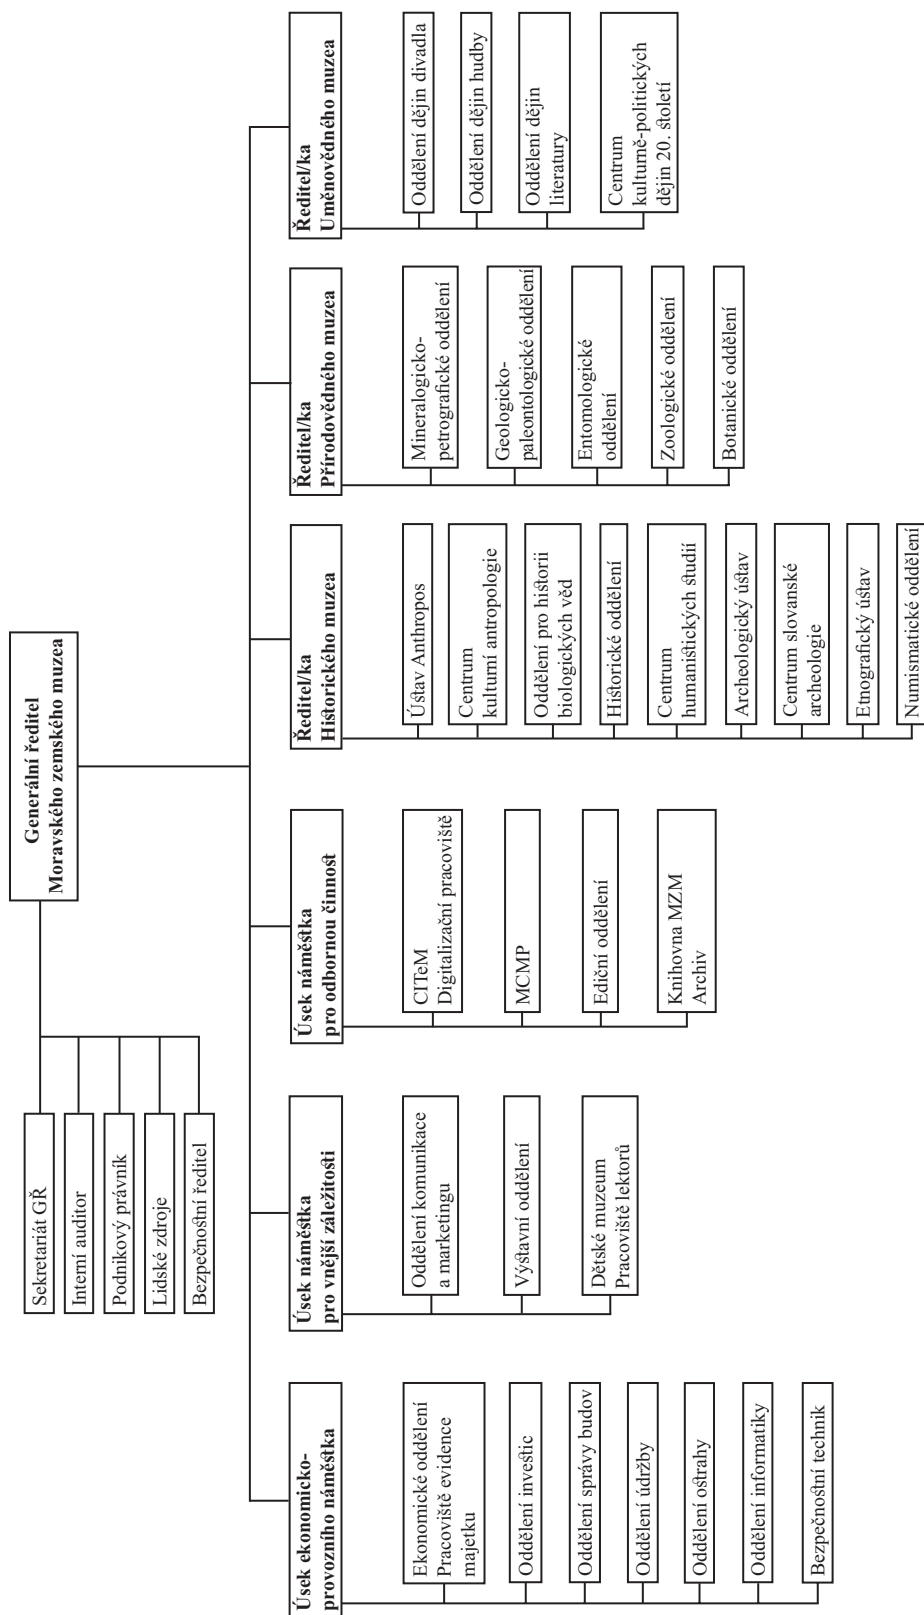 Generální ředitel
Moravského zemského muzea
Sekretariát GŘ
Interní auditor
Podnikový právník
Lidské zdroje
Bezpečnostní ředitel
Úsek ekonomicko-
provozního náměstka
Ekonomické oddělení
Pracoviště evidence
majetku
Oddělení investic
Oddělení správy budov
Oddělení údržby
Oddělení ostrahy
Oddělení informatiky
Bezpečnostní technik
Úsek náměstka
pro vnější záležitosti
Oddělení komunikace
a marketingu
Výstavní oddělení
Dětské muzeum
Pracoviště lektorů
Úsek náměstka
pro odbornou činnost
CITeM
Digitalizační pracoviště
MCMP
Ediční oddělení
Knihovna MZM
Archiv
Ředitel/ka
Historického muzea
Ústav Anthropos
Centrum
kulturní antropologie
Oddělení pro historii
biologických věd
Historické oddělení
Centrum
humanistických studií
Archeologický ústav
Centrum slovanské
archeologie
Etnografický ústav
Numismatické oddělení
Ředitel/ka
Přírodovědného muzea
Mineralogicko-
petrografické oddělení
Geologicko-
paleontologické oddělení
Entomologické
oddělení
Zoologické oddělení
Botanické oddělení
Ředitel/ka
Uměnovědného muzea
Oddělení dějin divadla
Oddělení dějin hudby
Oddělení dějin
literatury
Centrum
kulturně-politických
dějin 20. století